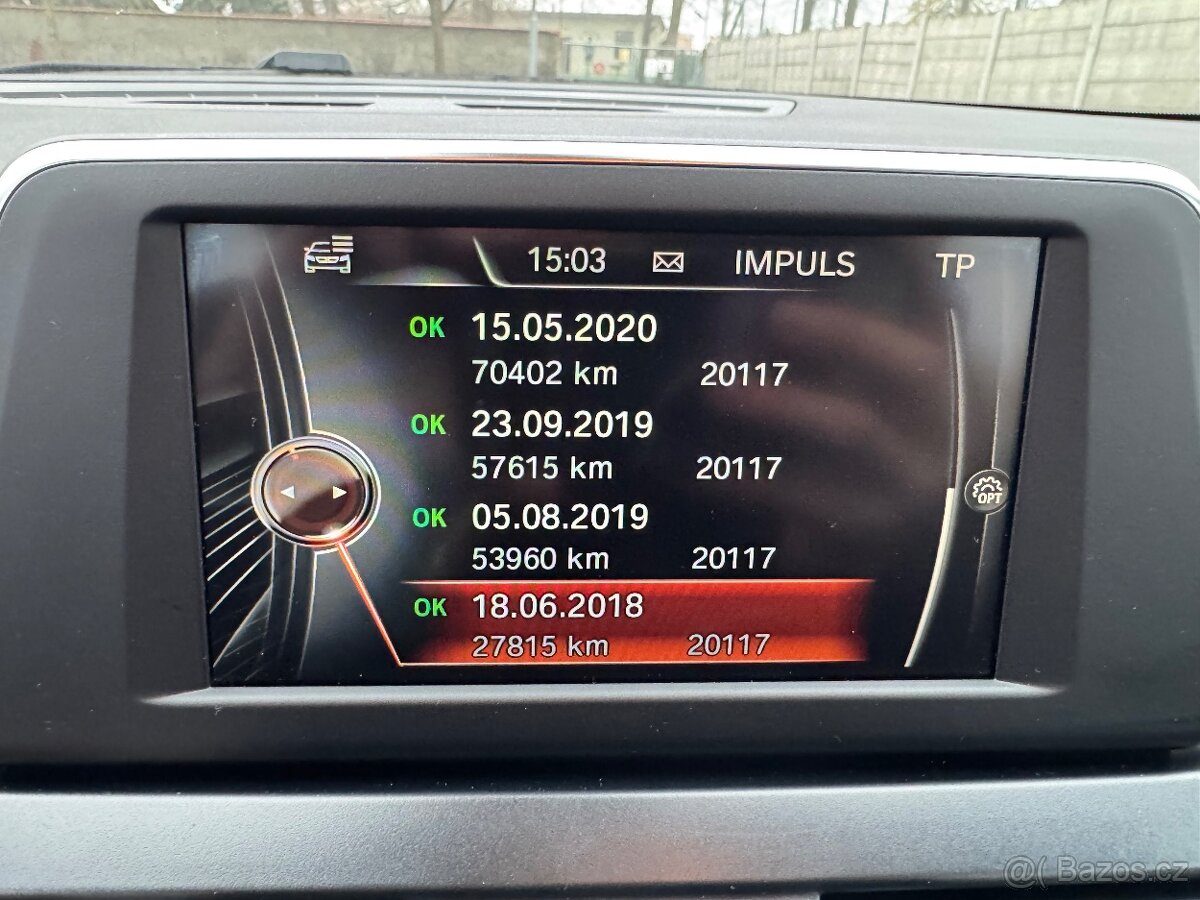 15:03 IMPULS TP
OK 15.05.2020
70402 km 20117
OK 23.09.2019
57615 km 20117
OK 05.08.2019
53960 km 20117
OK 18.06.2018
27815 km 20117
OPT
@( Bazos.cz